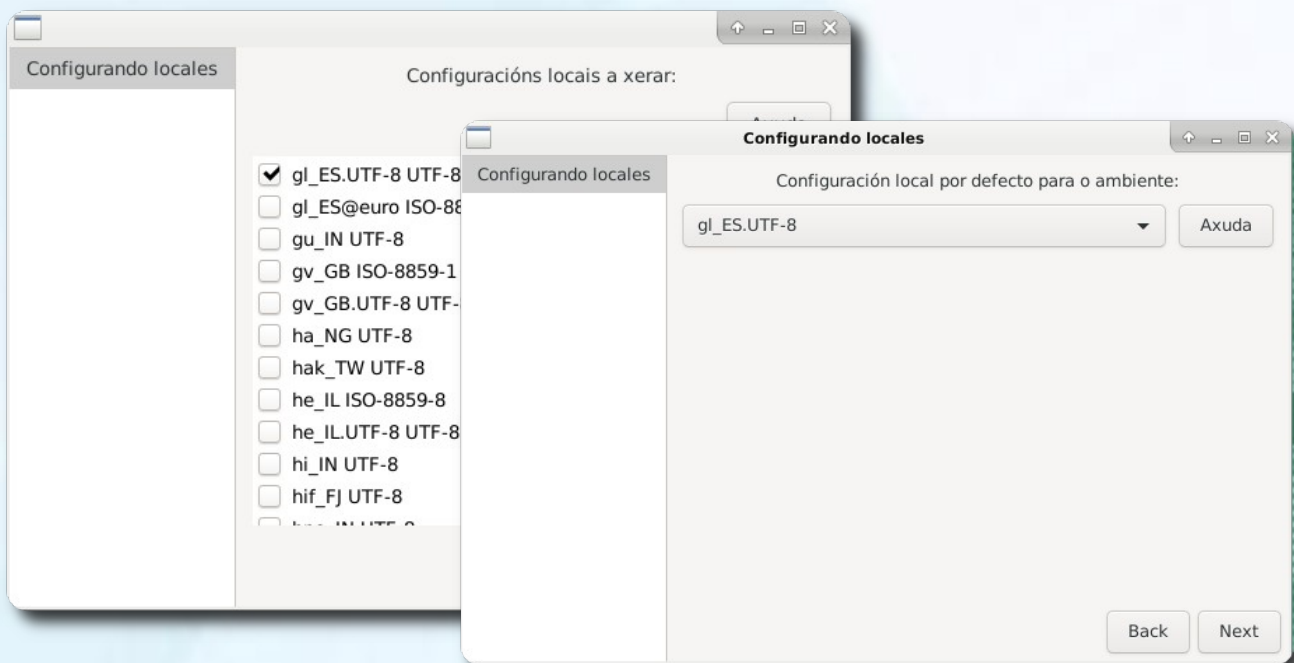 Configurando locales
Configuracións locais a xerar:
gl_ES.UTF-8 UTF-8
gl_ES@euro
gu_IN UTF-8
gv_GB ISO-8859-1
gv_GB.UTF-8
ha_NG UTF-8
hak_TW UTF-8
he_IL ISO-8859-8
he_IL.UTF-8 UTF-8
hi_IN UTF-8
hif_FJ UTF-8
Configurando locales
Configurando locales
Configuración local por defecto para o ambiente:
gl_ES.UTF-8
Axuda
Back
Next